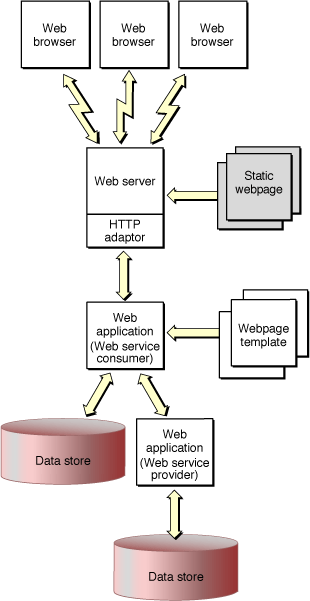 Web
browser
Web
browser
Web
browser
Web server
HTTP
adaptor
Static
webpage
Web
application
(Web service
consumer)
Webpage
template
Data store
Web
application
(Web service
provider)
Data store